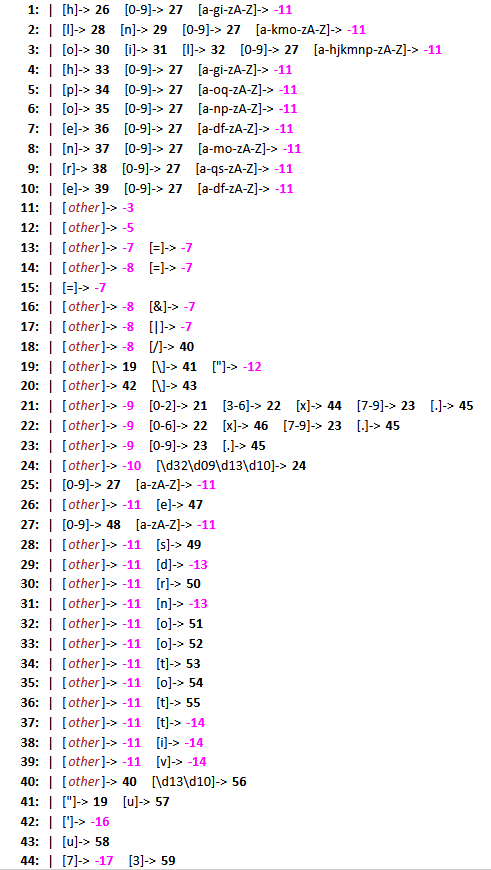 1: | [h]-> 26 [0-9]-> 27 [a-gi-zA-Z]-> -11
2: | [l]-> 28 [n]-> 29 [0-9]-> 27 [a-kmo-zA-Z]-> -11
3: | [o]-> 30 [i]-> 31 [l]-> 32 [0-9]-> 27 [a-hjkmnp-zA-Z]-> -11
4: | [h]-> 33 [0-9]-> 27 [a-gi-zA-Z]-> -11
5: | [p]-> 34 [0-9]-> 27 [a-oq-zA-Z]-> -11
6: | [o]-> 35 [0-9]-> 27 [a-np-zA-Z]-> -11
7: | [e]-> 36 [0-9]-> 27 [a-df-zA-Z]-> -11
8: | [n]-> 37 [0-9]-> 27 [a-mo-zA-Z]-> -11
9: | [r]-> 38 [0-9]-> 27 [a-qs-zA-Z]-> -11
10: | [e]-> 39 [0-9]-> 27 [a-df-zA-Z]-> -11
11: | [other]-> -3
12: | [other]-> -5
13: | [other]-> -7 [=]-> -7
14: | [other]-> -8 [=]-> -7
15: | [=]-> -7
16: | [other]-> -8 [&]-> -7
17: | [other]-> -8 [|]-> -7
18: | [other]-> -8 [/]-> 40
19: | [other]-> 19 [\]-> 41 ["]-> -12
20: | [other]-> 42 [\]-> 43
21: | [other]-> -9 [0-2]-> 21 [3-6]-> 22 [x]-> 44 [7-9]-> 23 [.]-> 45
22: | [other]-> -9 [0-6]-> 22 [x]-> 46 [7-9]-> 23 [.]-> 45
23: | [other]-> -9 [0-9]-> 23 [.]-> 45
24: | [other]-> -10 [\d32\d09\d13\d10]-> 24
25: | [0-9]-> 27 [a-zA-Z]-> -11
26: | [other]-> -11 [e]-> 47
27: | [0-9]-> 48 [a-zA-Z]-> -11
28: | [other]-> -11 [s]-> 49
29: | [other]-> -11 [d]-> -13
30: | [other]-> -11 [r]-> 50
31: | [other]-> -11 [n]-> -13
32: | [other]-> -11 [o]-> 51
33: | [other]-> -11 [o]-> 52
34: | [other]-> -11 [t]-> 53
35: | [other]-> -11 [o]-> 54
36: | [other]-> -11 [t]-> 55
37: | [other]-> -11 [t]-> -14
38: | [other]-> -11 [i]-> -14
39: | [other]-> -11 [v]-> -14
40: | [other]-> 40 [\d13\d10]-> 56
41: | ["]-> 19 [u]-> 57
42: | [']-> -16
43: | [u]-> 58
44: | [7]-> -17 [3]-> 59